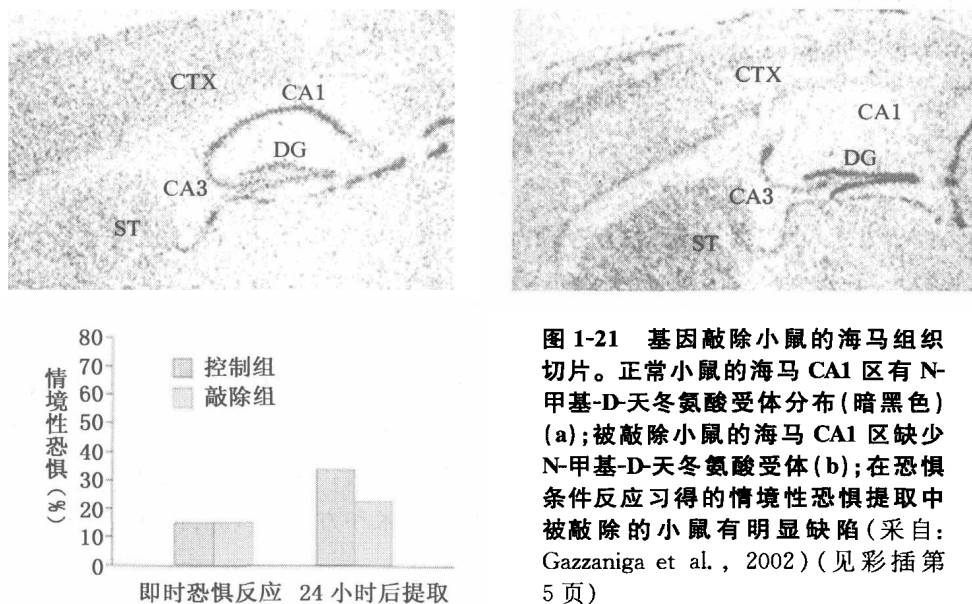 CTX
CA1
DG
CA3
ST
CTX
CA1
DG
CA3
ST
80
70
60
50
40
30
20
10
0
情境性恐惧(%)
控制组
敲除组
即时恐惧反应 24 小时后提取
图 1-21 基因敲除小鼠的海马组织
切片。正常小鼠的海马 CA1 区有 N-
甲基-D-天冬氨酸受体分布(暗黑色)
(a);被敲除小鼠的海马 CA1 区缺少
N-甲基-D-天冬氨酸受体(b);在恐惧
条件反应习得的情境性恐惧提取中
被敲除的小鼠有明显缺陷(采自:
Gazzaniga et al., 2002)(见彩插第
5 页)